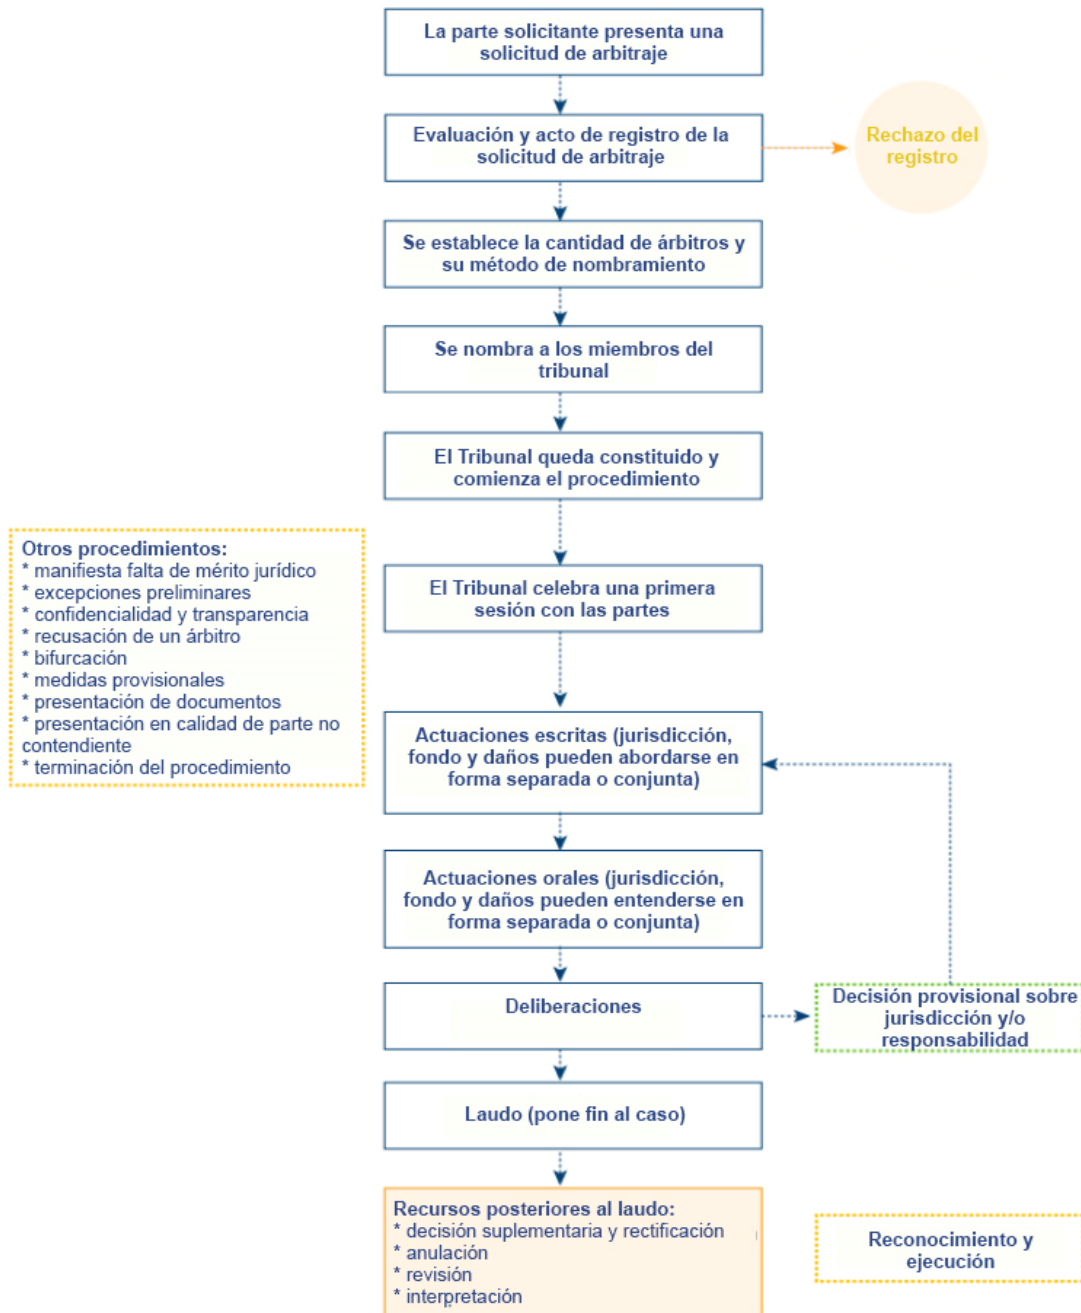 La parte solicitante presenta una
solicitud de arbitraje
Evaluación y acto de registro de la
solicitud de arbitraje
Rechazo del
registro
Se establece la cantidad de árbitros y
su método de nombramiento
Se nombra a los miembros del
tribunal
El Tribunal queda constituido y
comienza el procedimiento
Otros procedimientos:
* manifiesta falta de mérito jurídico
* excepciones preliminares
* confidencialidad y transparencia
* recusación de un árbitro
* bifurcación
* medidas provisionales
* presentación de documentos
* presentación en calidad de parte no
contendiente
* terminación del procedimiento
El Tribunal celebra una primera
sesión con las partes
Actuaciones escritas (jurisdicción,
fondo y daños pueden abordarse en
forma separada o conjunta)
Actuaciones orales (jurisdicción,
fondo y daños pueden entenderse en
forma separada o conjunta)
Deliberaciones
Decisión provisional sobre
jurisdicción y/o
responsabilidad
Laudo (pone fin al caso)
Recursos posteriores al laudo:
* decisión suplementaria y rectificación
* anulación
* revisión
* interpretación
Reconocimiento y
ejecución